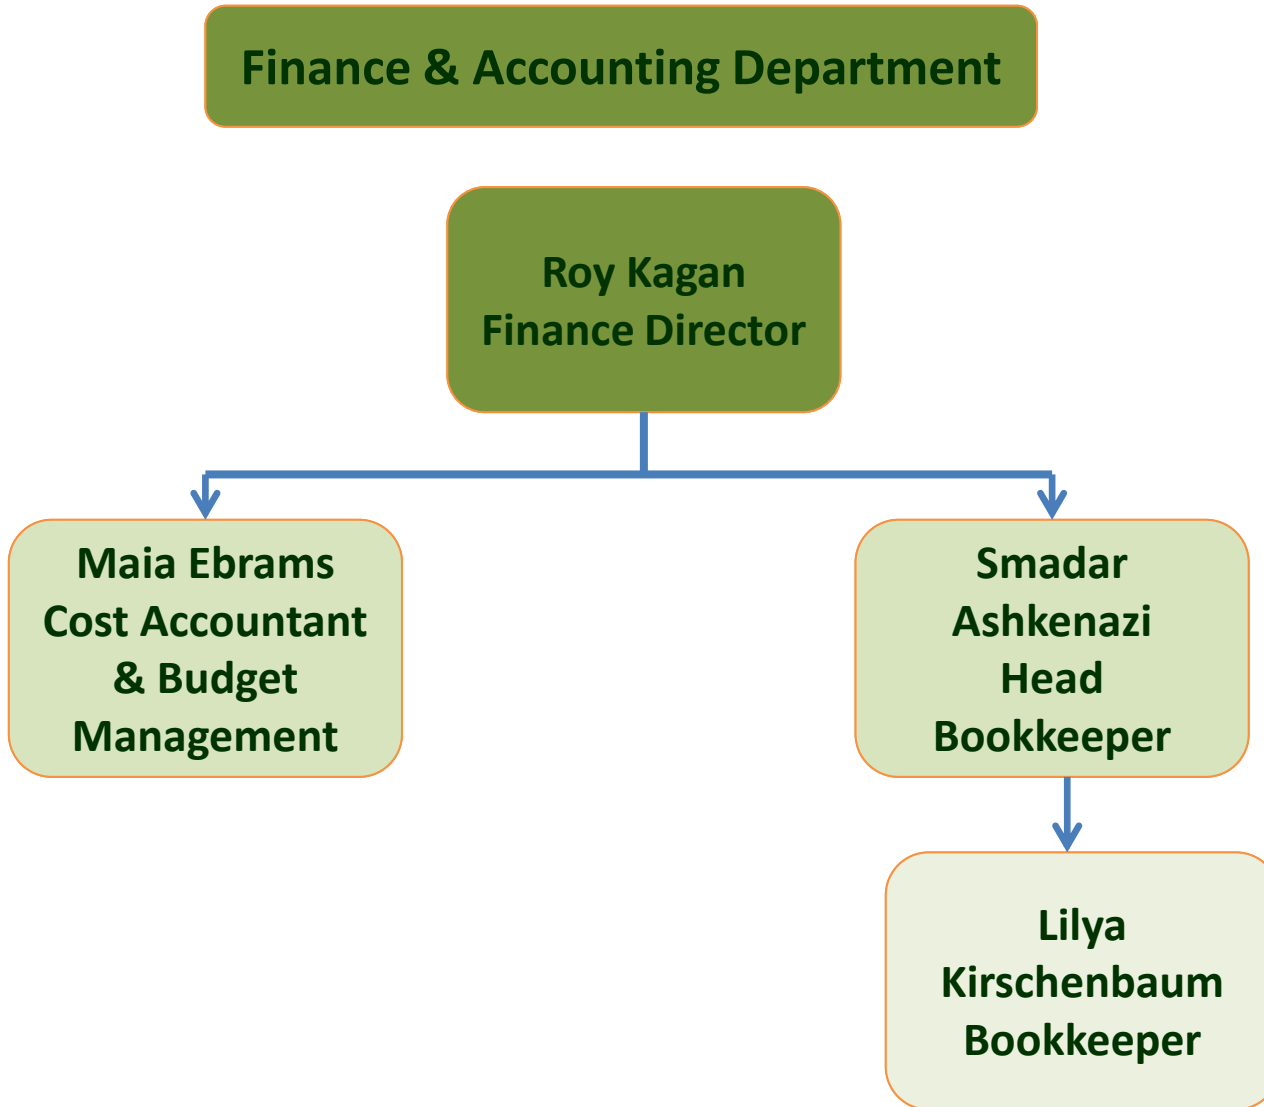 Finance & Accounting Department
Roy Kagan
Finance Director
Maia Ebrams
Cost Accountant
& Budget
Management
Smadar
Ashkenazi
Head
Bookkeeper
Lilya
Kirschenbaum
Bookkeeper